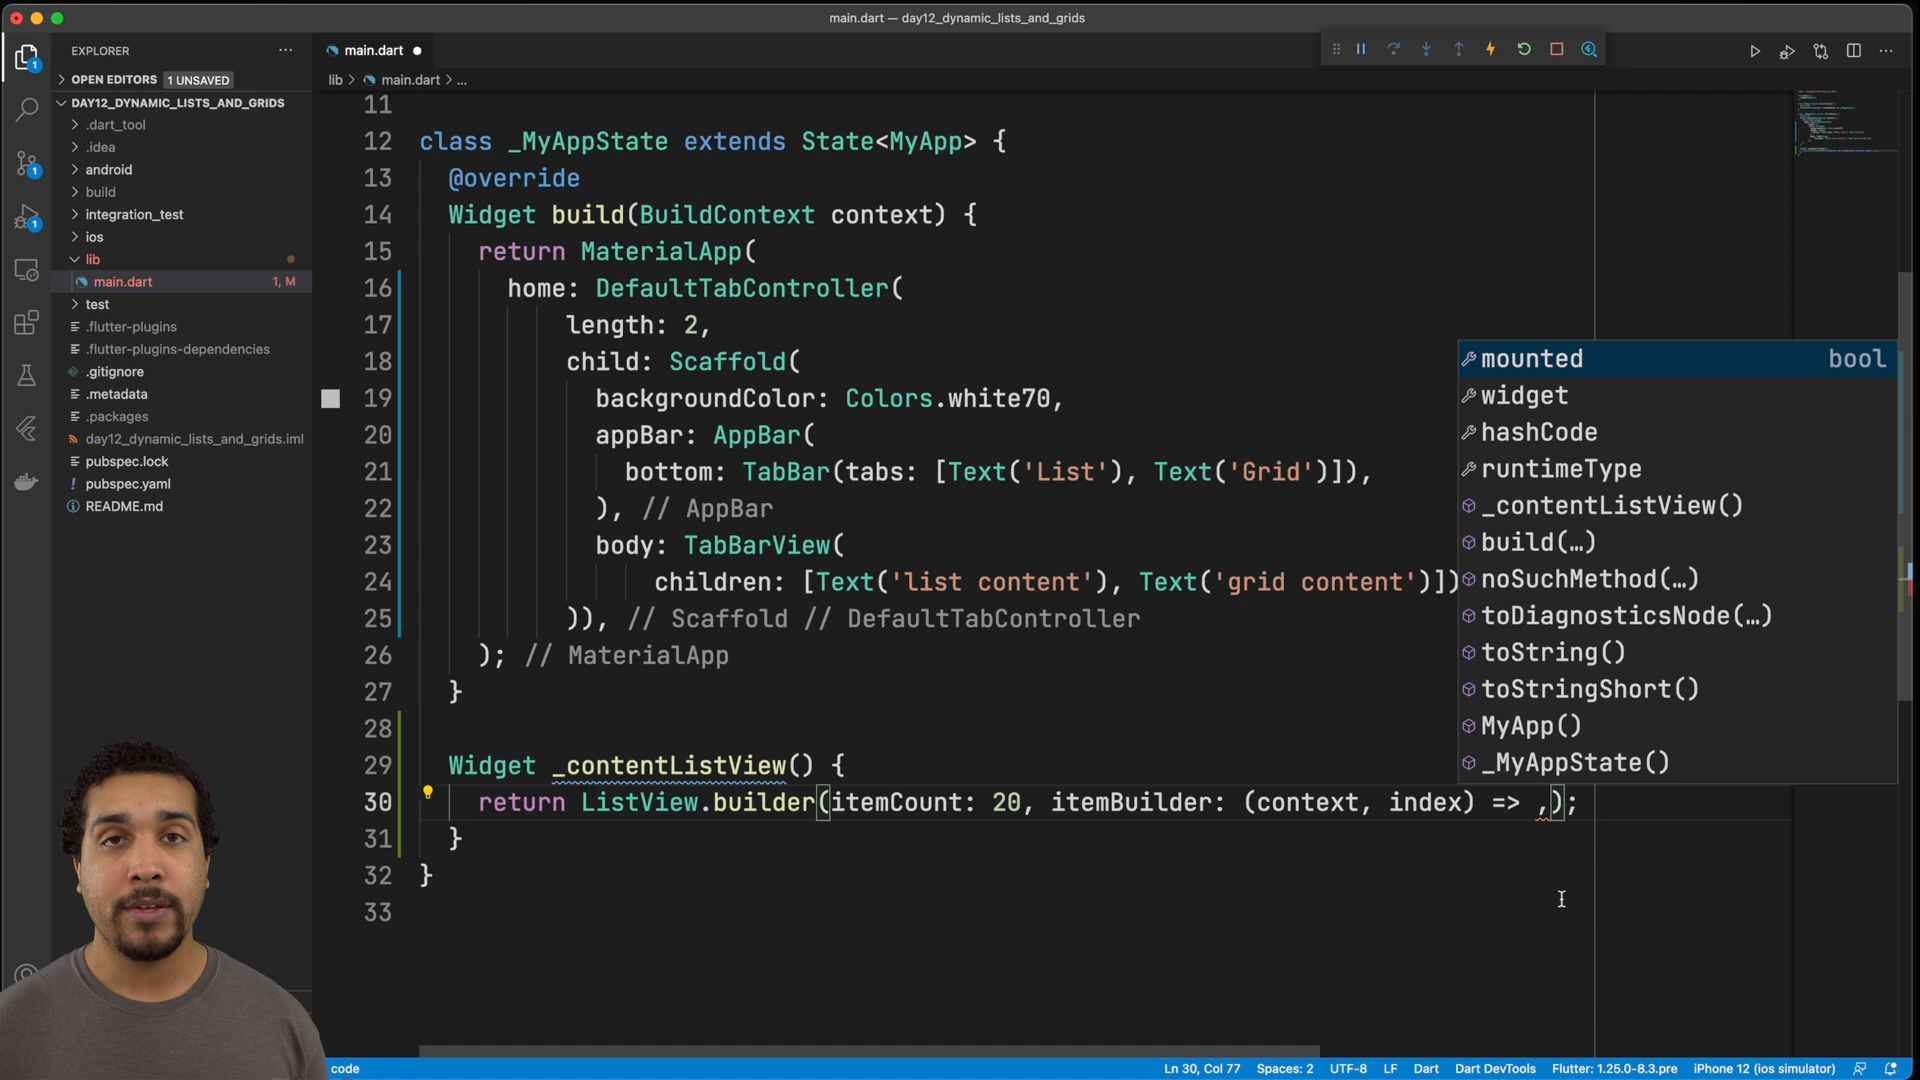 main.dart — day12_dynamic_lists_and_grids
EXPLORER
OPEN EDITORS 1 UNSAVED
DAY12_DYNAMIC_LISTS_AND_GRIDS
.dart_tool
.idea
android
build
integration_test
ios
lib
main.dart 1, M
test
.flutter-plugins
.flutter-plugins-dependencies
.gitignore
.metadata
.packages
day12_dynamic_lists_and_grids.iml
pubspec.lock
pubspec.yaml
README.md
1
1
1
main.dart
lib > main.dart > ...
11
12 class _MyAppState extends State<MyApp> {
13 @override
14 Widget build(BuildContext context) {
15 return MaterialApp(
16 home: DefaultTabController(
17 length: 2,
18 child: Scaffold(
19 backgroundColor: Colors.white70,
20 appBar: AppBar(
21 bottom: TabBar(tabs: [Text('List'), Text('Grid')]),
22 ), // AppBar
23 body: TabBarView(
24 children: [Text('list content'), Text('grid content')])
25 )), // Scaffold // DefaultTabController
26 ); // MaterialApp
27 }
28
29 Widget _contentListView() {
30 return ListView.builder(itemCount: 20, itemBuilder: (context, index) => ,);
31 }
32 }
33
mounted bool
widget
hashCode
runtimeType
_contentListView()
build(…)
noSuchMethod(…)
toDiagnosticsNode(…)
toString()
toStringShort()
MyApp()
_MyAppState()
code
Ln 30, Col 77 Spaces: 2 UTF-8 LF Dart Dart DevTools Flutter: 1.25.0-8.3.pre iPhone 12 (ios simulator)